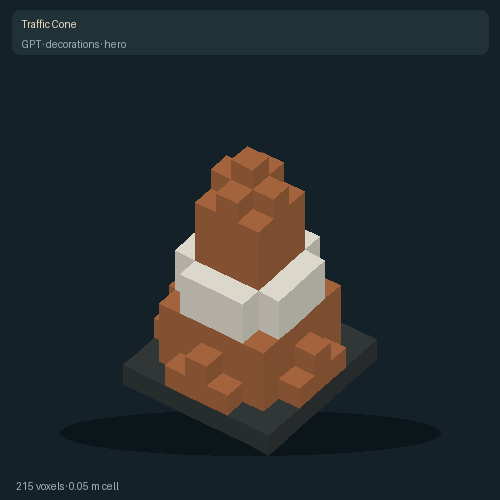 Traffic Cone
GPT · decorations · hero
215 voxels · 0.05 m cell